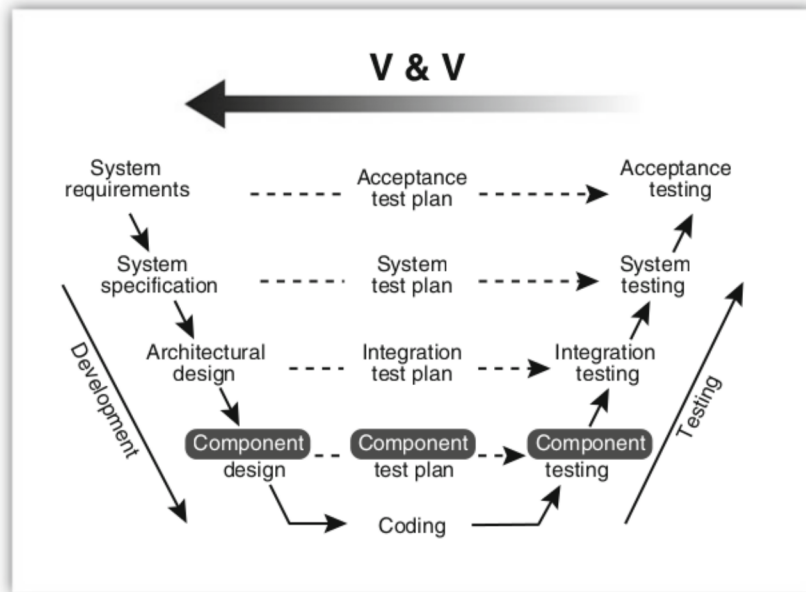 V & V
System
requirements
Acceptance
test plan
Acceptance
testing
System
specification
System
test plan
System
testing
Architectural
design
Integration
test plan
Integration
testing
Component
design
Component
test plan
Component
testing
Coding
Development
Testing